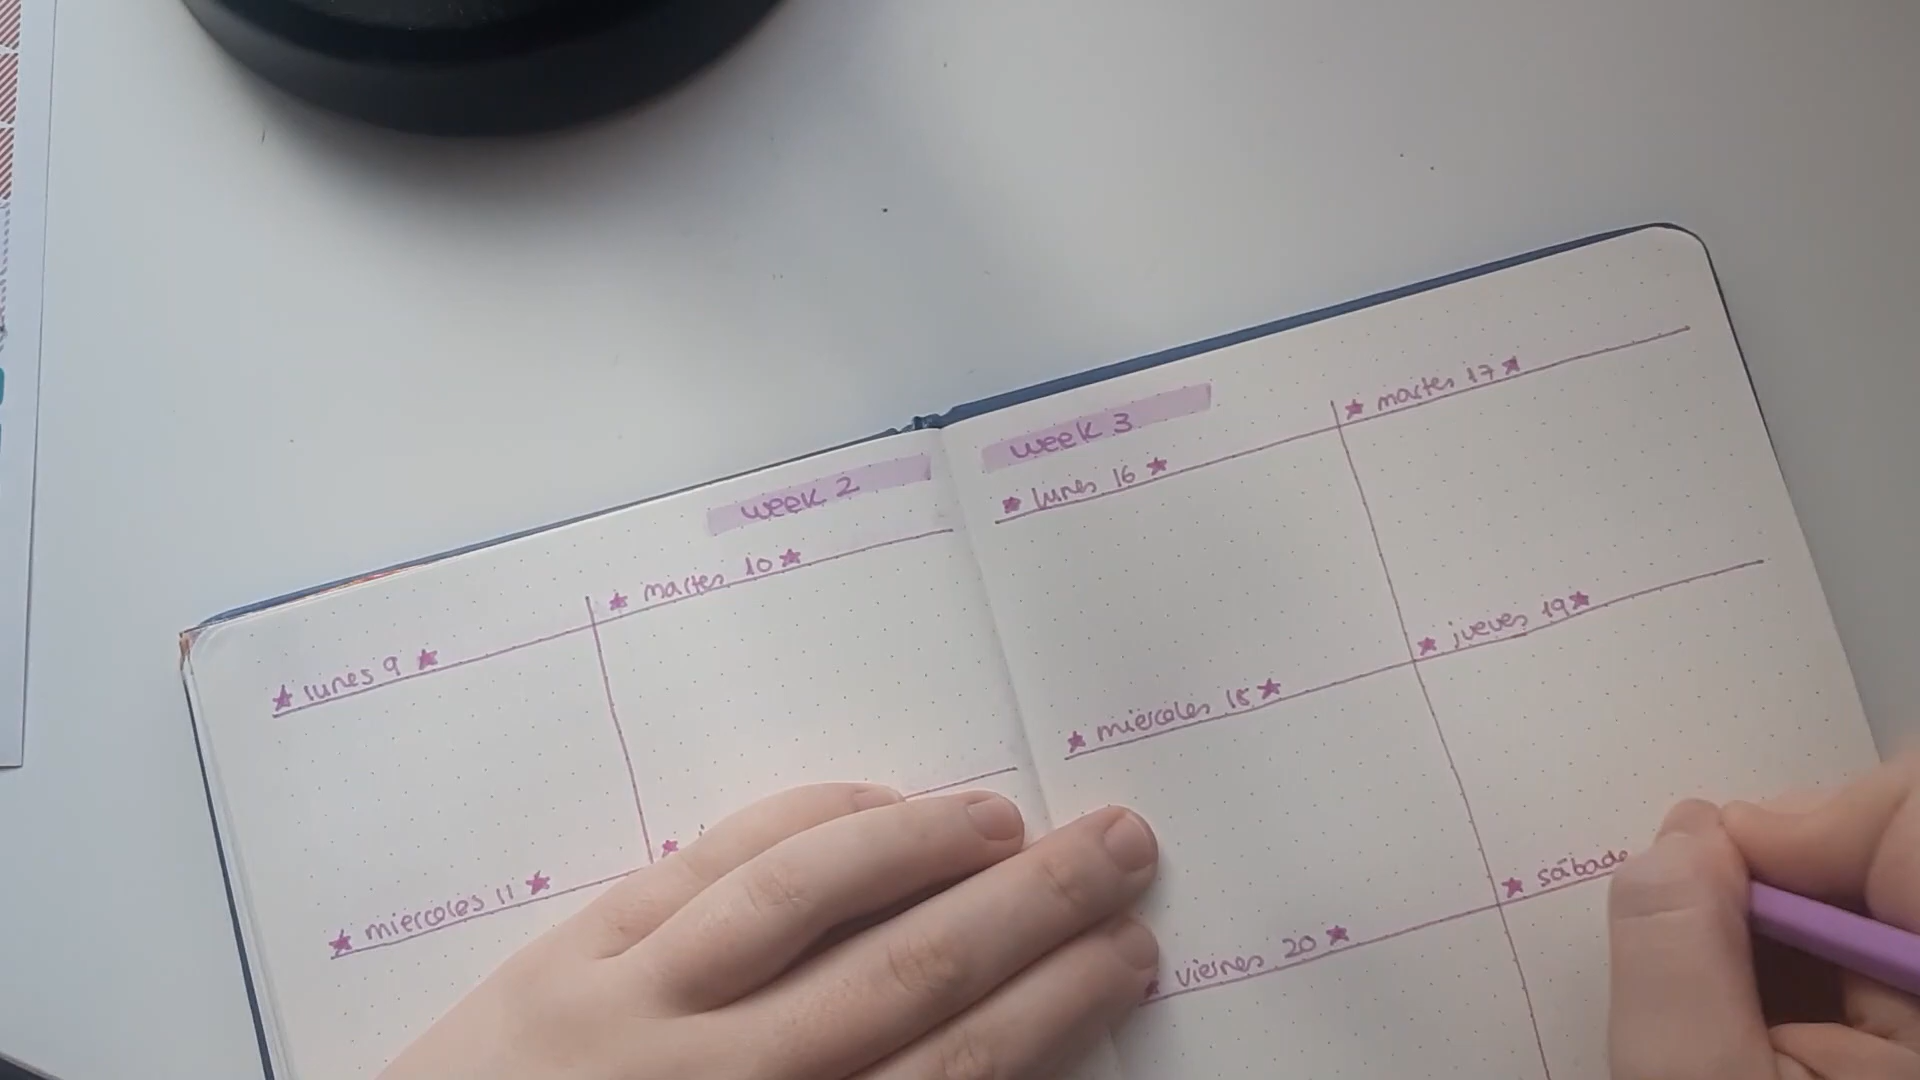 week 2
lunes 9
martes 10
miercoles 11
week 3
lunes 16
martes 17
miercoles 18
jueves 19
viernes 20
sábado